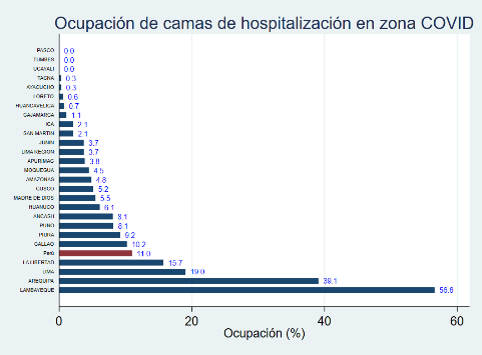 Ocupación de camas de hospitalización en zona COVID
PASCO 0.0
TUMBES 0.0
UCAYALI 0.0
TACNA 0.3
AYACUCHO 0.3
LORETO 0.6
HUANCAVELICA 0.7
CAJAMARCA 1.1
ICA 2.1
SAN MARTIN 2.1
JUNIN 3.7
LIMA REGION 3.7
APURIMAC 3.8
MOQUEGUA 4.5
AMAZONAS 4.8
CUSCO 5.2
MADRE DE DIOS 5.5
HUANUCO 6.1
ANCASH 8.1
PUNO 8.1
PIURA 9.2
CALLAO 10.2
Perú 11.0
LA LIBERTAD 15.7
LIMA 19.0
AREQUIPA 39.1
LAMBAYEQUE
0 20 40 60
Ocupación (%)